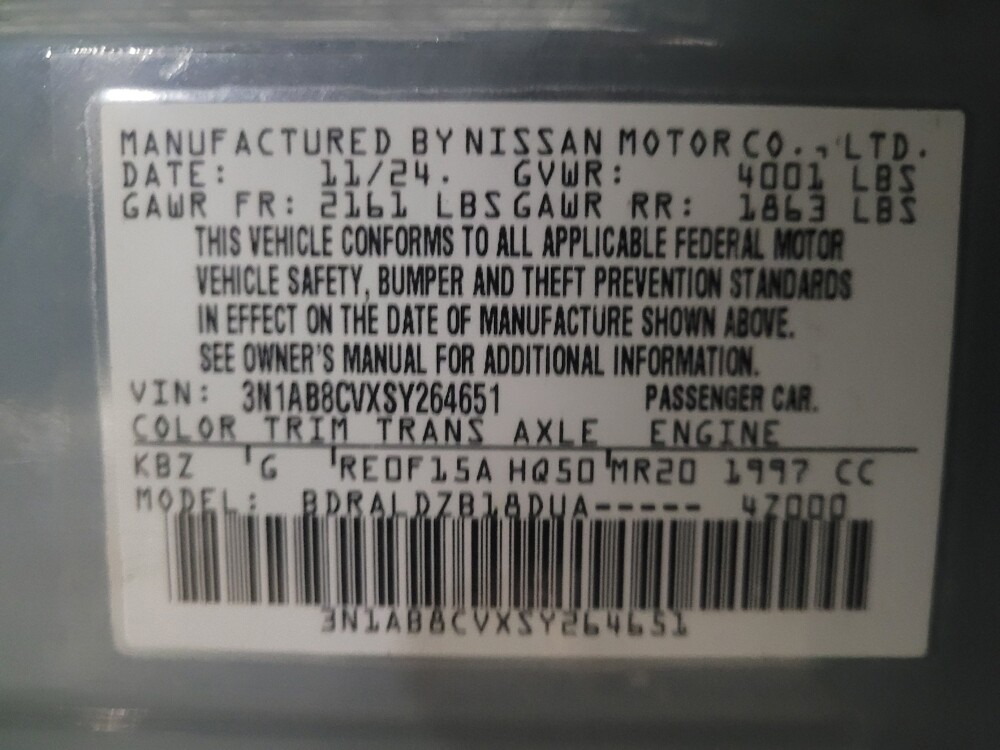 MANUFACTURED BY NISSAN MOTOR CO., LTD.
DATE: 11/24. GVWR: 4001 LBS
GAWR FR: 2161 LBS GAWR RR: 1863 LBS
THIS VEHICLE CONFORMS TO ALL APPLICABLE FEDERAL MOTOR
VEHICLE SAFETY, BUMPER AND THEFT PREVENTION STANDARDS
IN EFFECT ON THE DATE OF MANUFACTURE SHOWN ABOVE.
SEE OWNER'S MANUAL FOR ADDITIONAL INFORMATION.
VIN: 3N1AB8CVXSY264651 PASSENGER CAR.
COLOR TRIM TRANS AXLE ENGINE
KBZ G RE0F15A HQ50 MR20 1997 CC
MODEL: BDRALDZB18DUA----- 4Z000
3N1AB8CVXSY264651